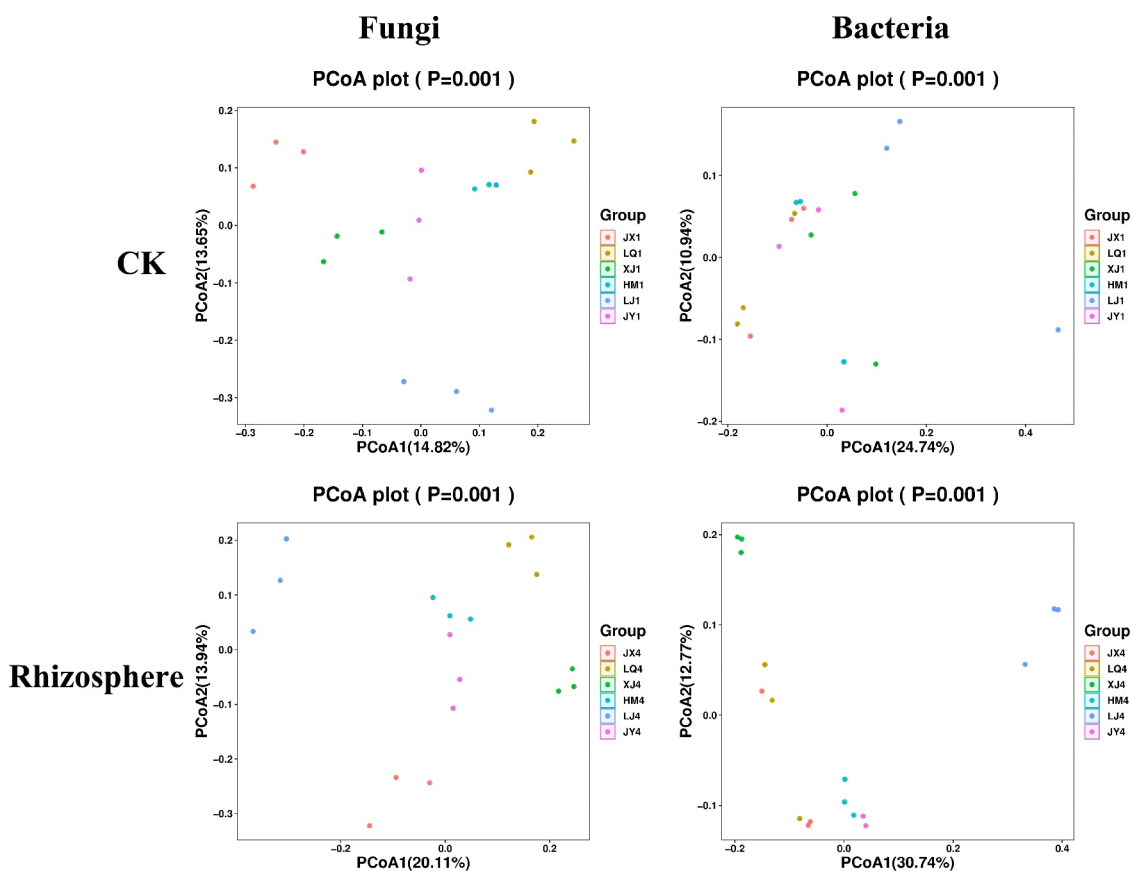 Fungi
Bacteria
CK
Rhizosphere
PCoA plot ( P=0.001 )
0.2
0.1
0.0
−0.1
−0.2
−0.3
PCoA2(13.65%)
−0.3
−0.2
−0.1
0.0
0.1
0.2
PCoA1(14.82%)
Group
JX1
LQ1
XJ1
HM1
LJ1
JY1
PCoA plot ( P=0.001 )
0.1
0.0
−0.1
−0.2
PCoA2(10.94%)
−0.2
0.0
0.2
0.4
PCoA1(24.74%)
Group
JX1
LQ1
XJ1
HM1
LJ1
JY1
PCoA plot ( P=0.001 )
0.2
0.1
0.0
−0.1
−0.2
−0.3
PCoA2(13.94%)
−0.2
0.0
0.2
PCoA1(20.11%)
Group
JX4
LQ4
XJ4
HM4
LJ4
JY4
PCoA plot ( P=0.001 )
0.2
0.1
0.0
−0.1
PCoA2(12.77%)
−0.2
0.0
0.2
0.4
PCoA1(30.74%)
Group
JX4
LQ4
XJ4
HM4
LJ4
JY4